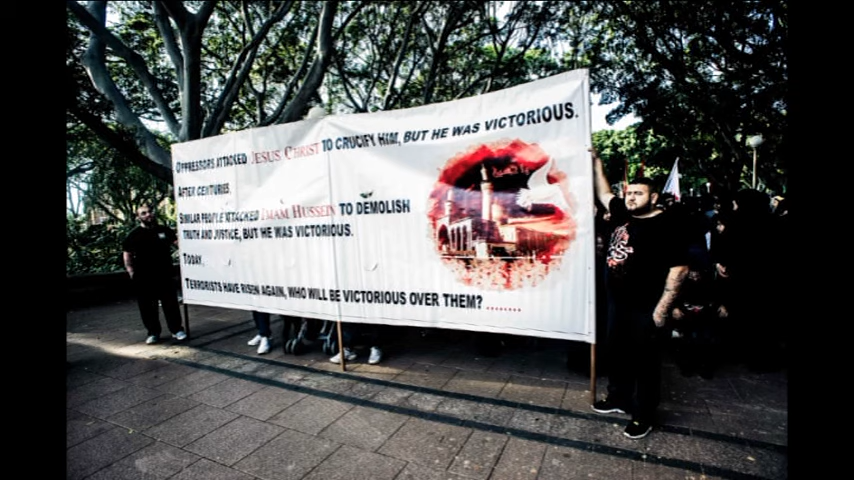 OPPRESSORS ATTACKED JESUS CHRIST TO CRUCIFY HIM, BUT HE WAS VICTORIOUS.
AFTER CENTURIES,
SIMILAR PEOPLE ATTACKED IMAM HUSSEIN TO DEMOLISH
TRUTH AND JUSTICE, BUT HE WAS VICTORIOUS.
TODAY,
TERRORISTS HAVE RISEN AGAIN, WHO WILL BE VICTORIOUS OVER THEM? ........